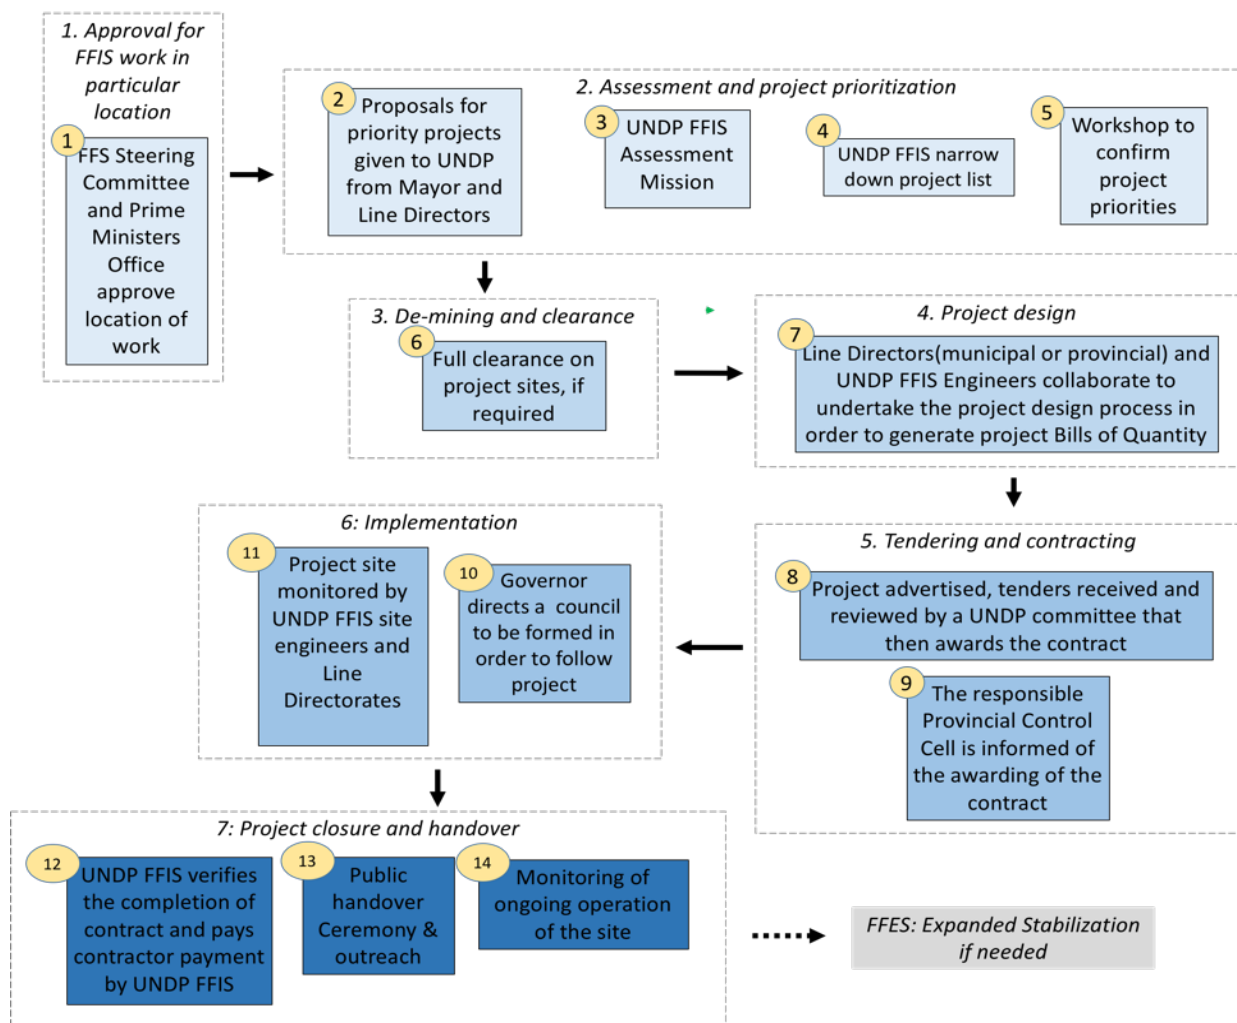 1. Approval for
FFIS work in
particular
location
1
FFS Steering
Committee
and Prime
Ministers
Office
approve
location of
work
2. Assessment and project prioritization
2
Proposals for
priority projects
given to UNDP
from Mayor and
Line Directors
3
UNDP FFIS
Assessment
Mission
4
UNDP FFIS narrow
down project list
5
Workshop to
confirm
project
priorities
3. De-mining and clearance
6
Full clearance on
project sites, if
required
4. Project design
7
Line Directors(municipal or provincial) and
UNDP FFIS Engineers collaborate to
undertake the project design process in
order to generate project Bills of Quantity
5. Tendering and contracting
8
Project advertised, tenders received and
reviewed by a UNDP committee that
then awards the contract
9
The responsible
Provincial Control
Cell is informed of
the awarding of the
contract
6: Implementation
11
Project site
monitored by
UNDP FFIS site
engineers and
Line
Directorates
10
Governor
directs a council
to be formed in
order to follow
project
7: Project closure and handover
12
UNDP FFIS verifies
the completion of
contract and pays
contractor payment
by UNDP FFIS
13
Public
handover
Ceremony &
outreach
14
Monitoring of
ongoing operation
of the site
FFES: Expanded Stabilization
if needed